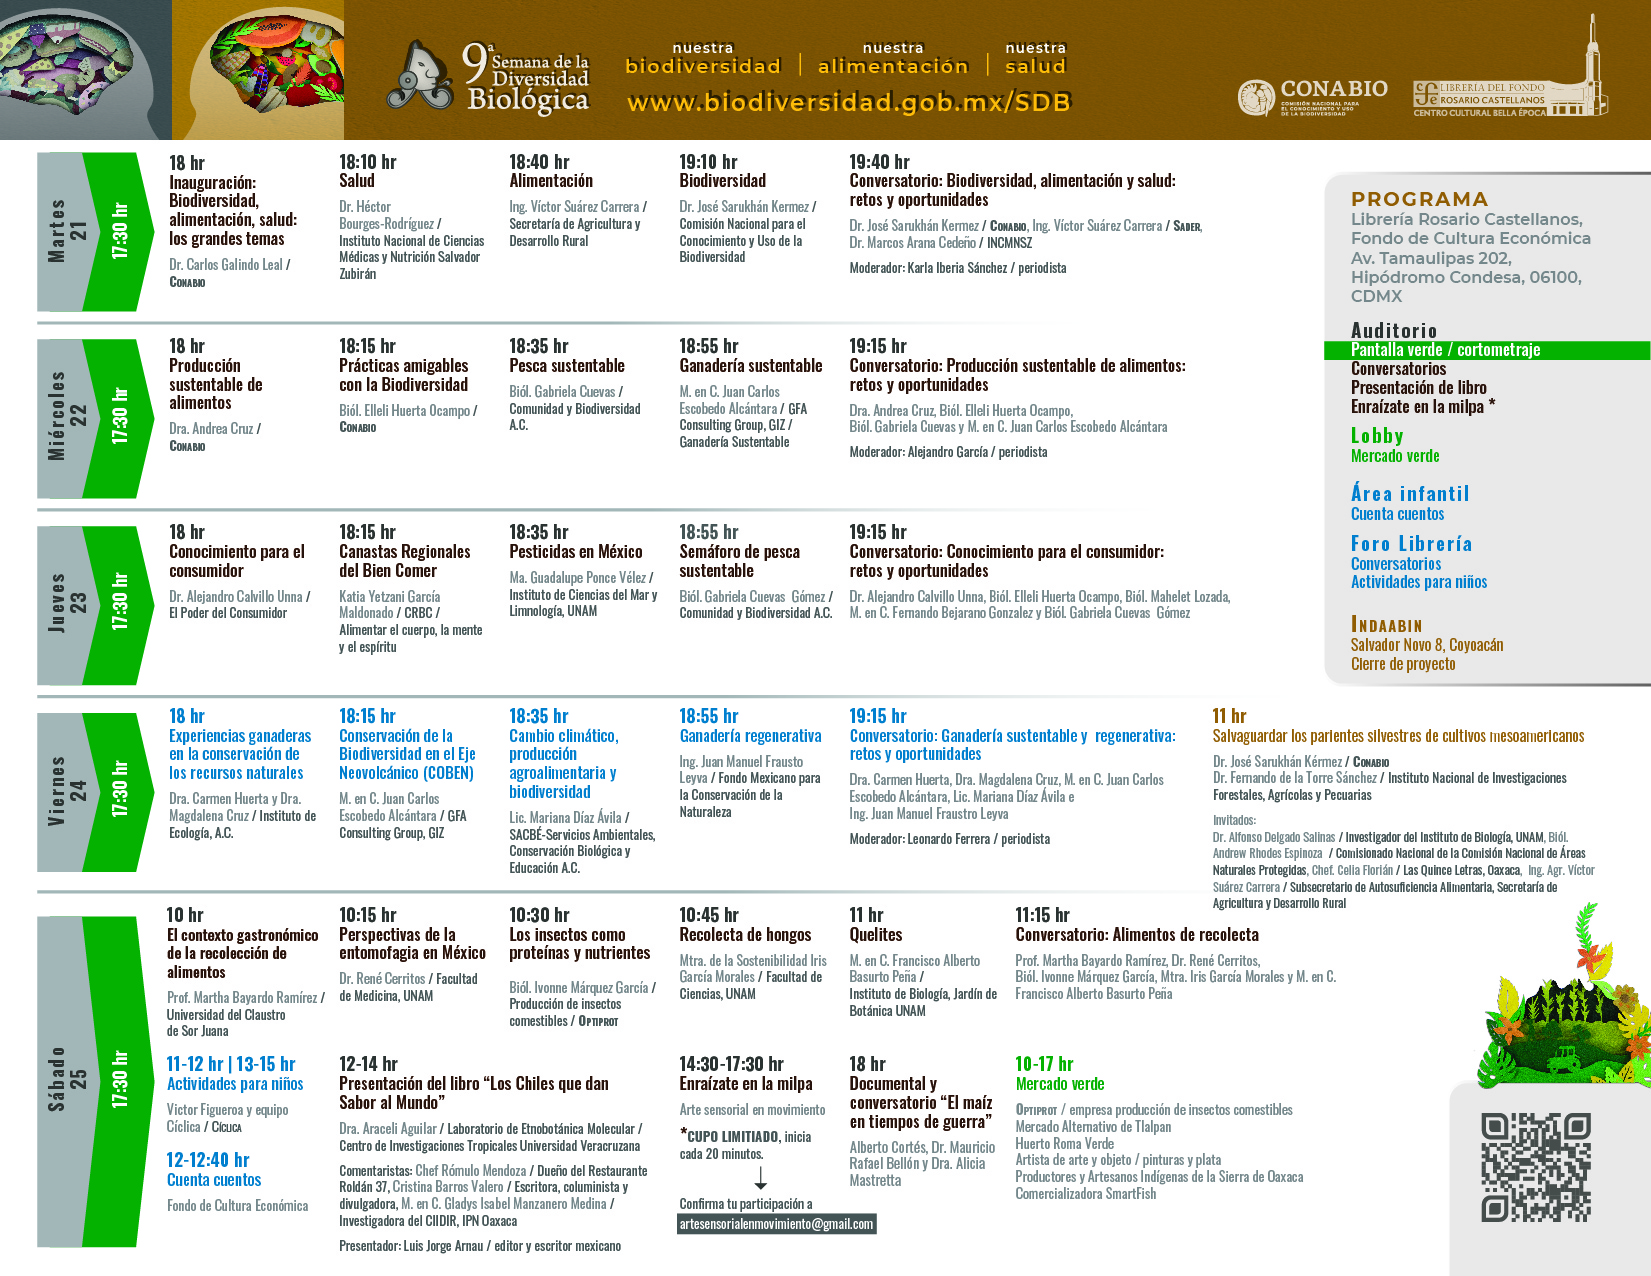 9ª Semana de la
Diversidad
Biológica
nuestra
biodiversidad
nuestra
alimentación
nuestra
salud
www.biodiversidad.gob.mx/SDB
CONABIO
COMISIÓN NACIONAL PARA
EL CONOCIMIENTO Y USO
DE LA BIODIVERSIDAD
LIBRERÍA DEL FONDO
ROSARIO CASTELLANOS
CENTRO CULTURAL BELLA ÉPOCA
Martes
21
17:30 hr
18 hr
Inauguración:
Biodiversidad,
alimentación, salud:
los grandes temas
Dr. Carlos Galindo Leal /
CONABIO
18:10 hr
Salud
Dr. Héctor
Bourges-Rodríguez /
Instituto Nacional de Ciencias
Médicas y Nutrición Salvador
Zubirán
18:40 hr
Alimentación
Ing. Víctor Suárez Carrera /
Secretaría de Agricultura y
Desarrollo Rural
19:10 hr
Biodiversidad
Dr. José Sarukhán Kermez /
Comisión Nacional para el
Conocimiento y Uso de la
Biodiversidad
19:40 hr
Conversatorio: Biodiversidad, alimentación y salud:
retos y oportunidades
Dr. José Sarukhán Kermez / CONABIO, Ing. Víctor Suárez Carrera / SADER,
Dr. Marcos Arana Cedeño / INCMNSZ
Moderador: Karla Iberia Sánchez / periodista
PROGRAMA
Librería Rosario Castellanos,
Fondo de Cultura Económica
Av. Tamaulipas 202,
Hipódromo Condesa, 06100,
CDMX
Auditorio
Pantalla verde / cortometraje
Conversatorios
Presentación de libro
Enraízate en la milpa *
Lobby
Mercado verde
Área infantil
Cuenta cuentos
Foro Librería
Conversatorios
Actividades para niños
INDAABIN
Salvador Novo 8, Coyoacán
Cierre de proyecto
Miércoles
22
17:30 hr
18 hr
Producción
sustentable de
alimentos
Dra. Andrea Cruz /
CONABIO
18:15 hr
Prácticas amigables
con la Biodiversidad
Biól. Elleli Huerta Ocampo /
CONABIO
18:35 hr
Pesca sustentable
Biól. Gabriela Cuevas /
Comunidad y Biodiversidad
A.C.
18:55 hr
Ganadería sustentable
M. en C. Juan Carlos
Escobedo Alcántara / GFA
Consulting Group, GIZ /
Ganadería Sustentable
19:15 hr
Conversatorio: Producción sustentable de alimentos:
retos y oportunidades
Dra. Andrea Cruz, Biól. Elleli Huerta Ocampo,
Biól. Gabriela Cuevas y M. en C. Juan Carlos Escobedo Alcántara
Moderador: Alejandro García / periodista
Jueves
23
17:30 hr
18 hr
Conocimiento para el
consumidor
Dr. Alejandro Calvillo Unna /
El Poder del Consumidor
18:15 hr
Canastas Regionales
del Bien Comer
Katia Yetzani García
Maldonado / CRBC /
Alimentar el cuerpo, la mente
y el espíritu
18:35 hr
Pesticidas en México
Ma. Guadalupe Ponce Vélez /
Instituto de Ciencias del Mar y
Limnología, UNAM
18:55 hr
Semáforo de pesca
sustentable
Biól. Gabriela Cuevas Gómez /
Comunidad y Biodiversidad A.C.
19:15 hr
Conversatorio: Conocimiento para el consumidor:
retos y oportunidades
Dr. Alejandro Calvillo Unna, Biól. Elleli Huerta Ocampo, Biól. Mahelet Lozada,
M. en C. Fernando Bejarano Gonzalez y Biól. Gabriela Cuevas Gómez
Viernes
24
17:30 hr
18 hr
Experiencias ganaderas
en la conservación de
los recursos naturales
Dra. Carmen Huerta y Dra.
Magdalena Cruz / Instituto de
Ecología, A.C.
18:15 hr
Conservación de la
Biodiversidad en el Eje
Neovolcánico (COBEN)
M. en C. Juan Carlos
Escobedo Alcántara / GFA
Consulting Group, GIZ
18:35 hr
Cambio climático,
producción
agroalimentaria y
biodiversidad
Lic. Mariana Díaz Ávila /
SACBÉ-Servicios Ambientales,
Conservación Biológica y
Educación A.C.
18:55 hr
Ganadería regenerativa
Ing. Juan Manuel Frausto
Leyva / Fondo Mexicano para
la Conservación de la
Naturaleza
19:15 hr
Conversatorio: Ganadería sustentable y regenerativa:
retos y oportunidades
Dra. Carmen Huerta, Dra. Magdalena Cruz, M. en C. Juan Carlos
Escobedo Alcántara, Lic. Mariana Díaz Ávila e
Ing. Juan Manuel Fraustro Leyva
Moderador: Leonardo Ferrera / periodista
11 hr
Salvaguardar los parientes silvestres de cultivos mesoamericanos
Dr. José Sarukhán Kérmez / CONABIO
Dr. Fernando de la Torre Sánchez / Instituto Nacional de Investigaciones
Forestales, Agrícolas y Pecuarias
Invitados:
Dr. Alfonso Delgado Salinas / Investigador del Instituto de Biología, UNAM, Biól.
Andrew Rhodes Espinoza / Comisionado Nacional de la Comisión Nacional de Áreas
Naturales Protegidas, Chef. Celia Florián / Las Quince Letras, Oaxaca, Ing. Agr. Víctor
Suárez Carrera / Subsecretario de Autosuficiencia Alimentaria, Secretaría de
Agricultura y Desarrollo Rural
Sábado
25
17:30 hr
10 hr
El contexto gastronómico
de la recolección de
alimentos
Prof. Martha Bayardo Ramírez /
Universidad del Claustro
de Sor Juana
10:15 hr
Perspectivas de la
entomofagia en México
Dr. René Cerritos / Facultad
de Medicina, UNAM
10:30 hr
Los insectos como
proteínas y nutrientes
Biól. Ivonne Márquez García /
Producción de insectos
comestibles / OPTIPROT
10:45 hr
Recolecta de hongos
Mtra. de la Sostenibilidad Iris
García Morales / Facultad de
Ciencias, UNAM
11 hr
Quelites
M. en C. Francisco Alberto
Basurto Peña /
Instituto de Biología, Jardín de
Botánica UNAM
11:15 hr
Conversatorio: Alimentos de recolecta
Prof. Martha Bayardo Ramírez, Dr. René Cerritos,
Biól. Ivonne Márquez García, Mtra. Iris García Morales y M. en C.
Francisco Alberto Basurto Peña
11-12 hr | 13-15 hr
Actividades para niños
Victor Figueroa y equipo
Cíclica / CÍCLICA
12-12:40 hr
Cuenta cuentos
Fondo de Cultura Económica
12-14 hr
Presentación del libro “Los Chiles que dan
Sabor al Mundo”
Dra. Araceli Aguilar / Laboratorio de Etnobotánica Molecular /
Centro de Investigaciones Tropicales Universidad Veracruzana
Comentaristas: Chef Rómulo Mendoza / Dueño del Restaurante
Roldán 37, Cristina Barros Valero / Escritora, columinista y
divulgadora, M. en C. Gladys Isabel Manzanero Medina /
Investigadora del CIIDIR, IPN Oaxaca
Presentador: Luis Jorge Arnau / editor y escritor mexicano
14:30-17:30 hr
Enraízate en la milpa
Arte sensorial en movimiento
*CUPO LIMITIADO, inicia
cada 20 minutos.
Confirma tu participación a
artesensorialenmovimiento@gmail.com
18 hr
Documental y
conversatorio “El maíz
en tiempos de guerra”
Alberto Cortés, Dr. Mauricio
Rafael Bellón y Dra. Alicia
Mastretta
10-17 hr
Mercado verde
OPTIPROT / empresa producción de insectos comestibles
Mercado Alternativo de Tlalpan
Huerto Roma Verde
Artista de arte y objeto / pinturas y plata
Productores y Artesanos Indígenas de la Sierra de Oaxaca
Comercializadora SmartFish